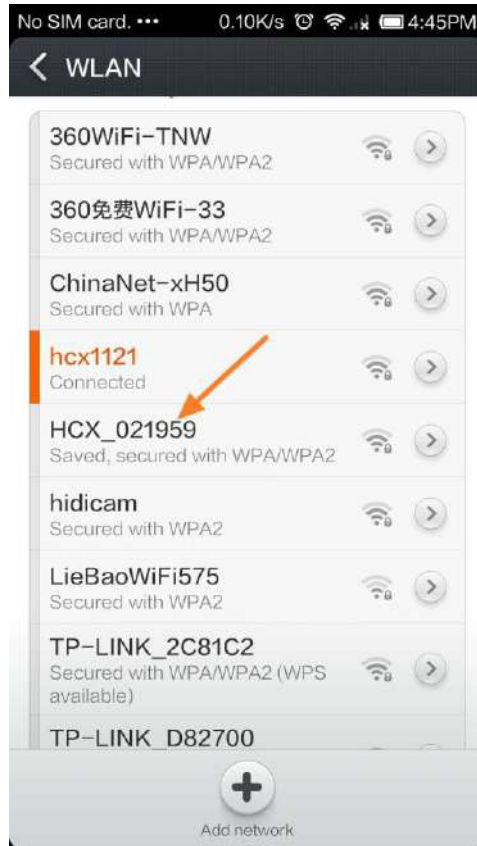 No SIM card. ••• 0.10K/s 4:45PM
WLAN
360WiFi-TNW
Secured with WPA/WPA2
360免费WiFi-33
Secured with WPA/WPA2
ChinaNet-xH50
Secured with WPA
hcx1121
Connected
HCX_021959
Saved, secured with WPA/WPA2
hidicam
Secured with WPA2
LieBaoWiFi575
Secured with WPA2
TP-LINK_2C81C2
Secured with WPA/WPA2 (WPS
available)
TP-LINK_D82700
Add network